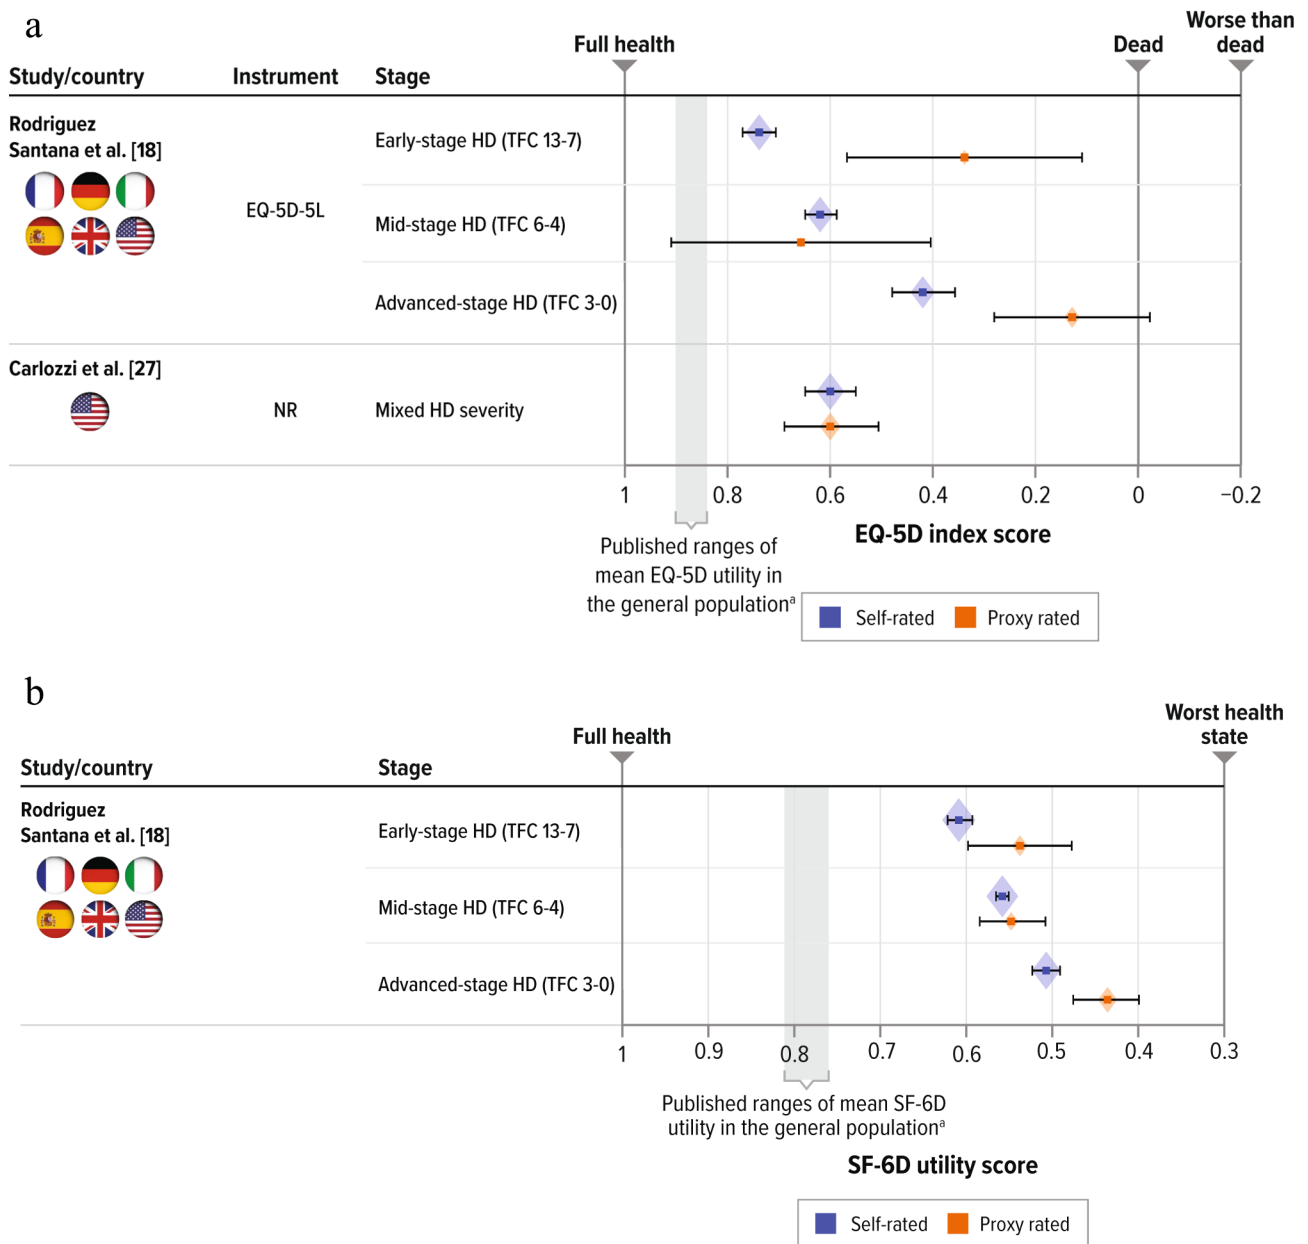 a
Full health
Dead
Worse than
dead
Study/country
Instrument
Stage
Rodriguez
Santana et al. [18]
EQ-5D-5L
Early-stage HD (TFC 13-7)
Mid-stage HD (TFC 6-4)
Advanced-stage HD (TFC 3-0)
Carlozzi et al. [27]
NR
Mixed HD severity
1 0.8 0.6 0.4 0.2 0 −0.2
EQ-5D index score
Published ranges of
mean EQ-5D utility in
the general populationᵃ
Self-rated
Proxy rated
b
Full health
Worst health
state
Study/country
Stage
Rodriguez
Santana et al. [18]
Early-stage HD (TFC 13-7)
Mid-stage HD (TFC 6-4)
Advanced-stage HD (TFC 3-0)
1 0.9 0.8 0.7 0.6 0.5 0.4 0.3
Published ranges of mean SF-6D
utility in the general populationᵃ
SF-6D utility score
Self-rated
Proxy rated